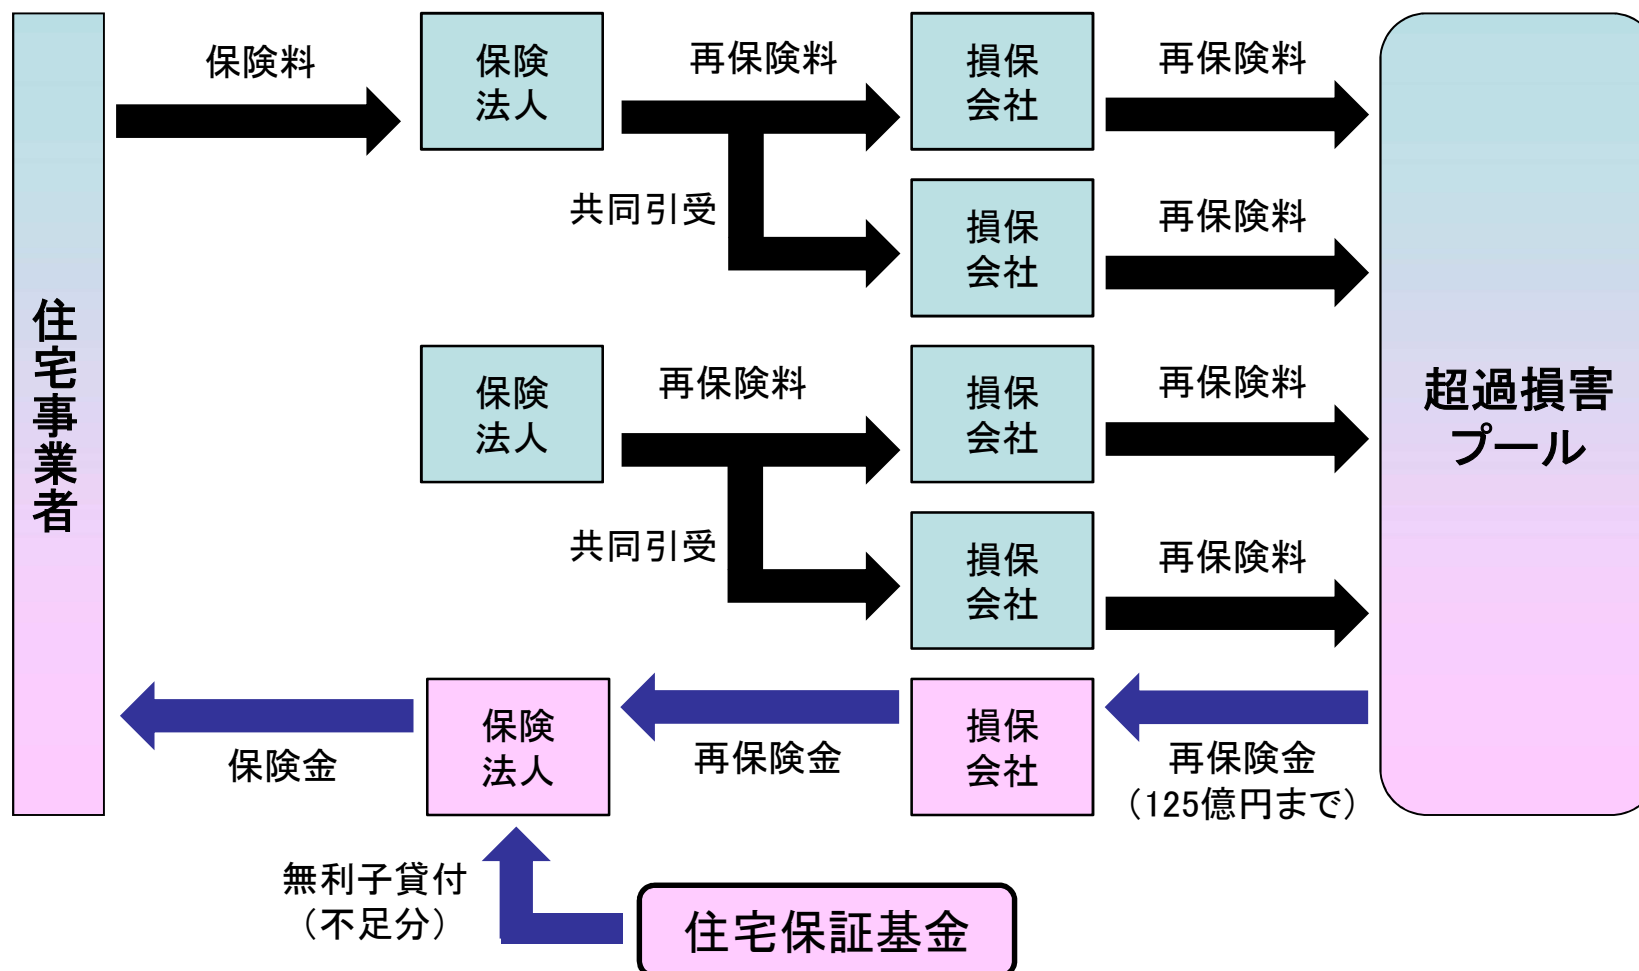 保険料
保険
法人
再保険料
損保
会社
再保険料
共同引受
損保
会社
再保険料
住宅事業者
保険
法人
再保険料
損保
会社
再保険料
超過損害
プール
共同引受
損保
会社
再保険料
保険金
保険
法人
再保険金
損保
会社
再保険金
（125億円まで）
無利子貸付
（不足分）
住宅保証基金